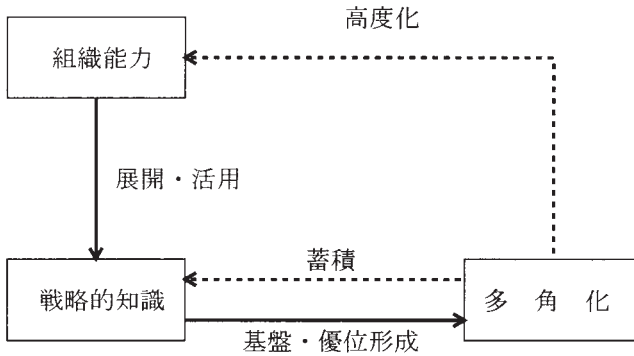 高度化
組織能力
展開・活用
蓄積
戦略的知識
多角化
基盤・優位形成